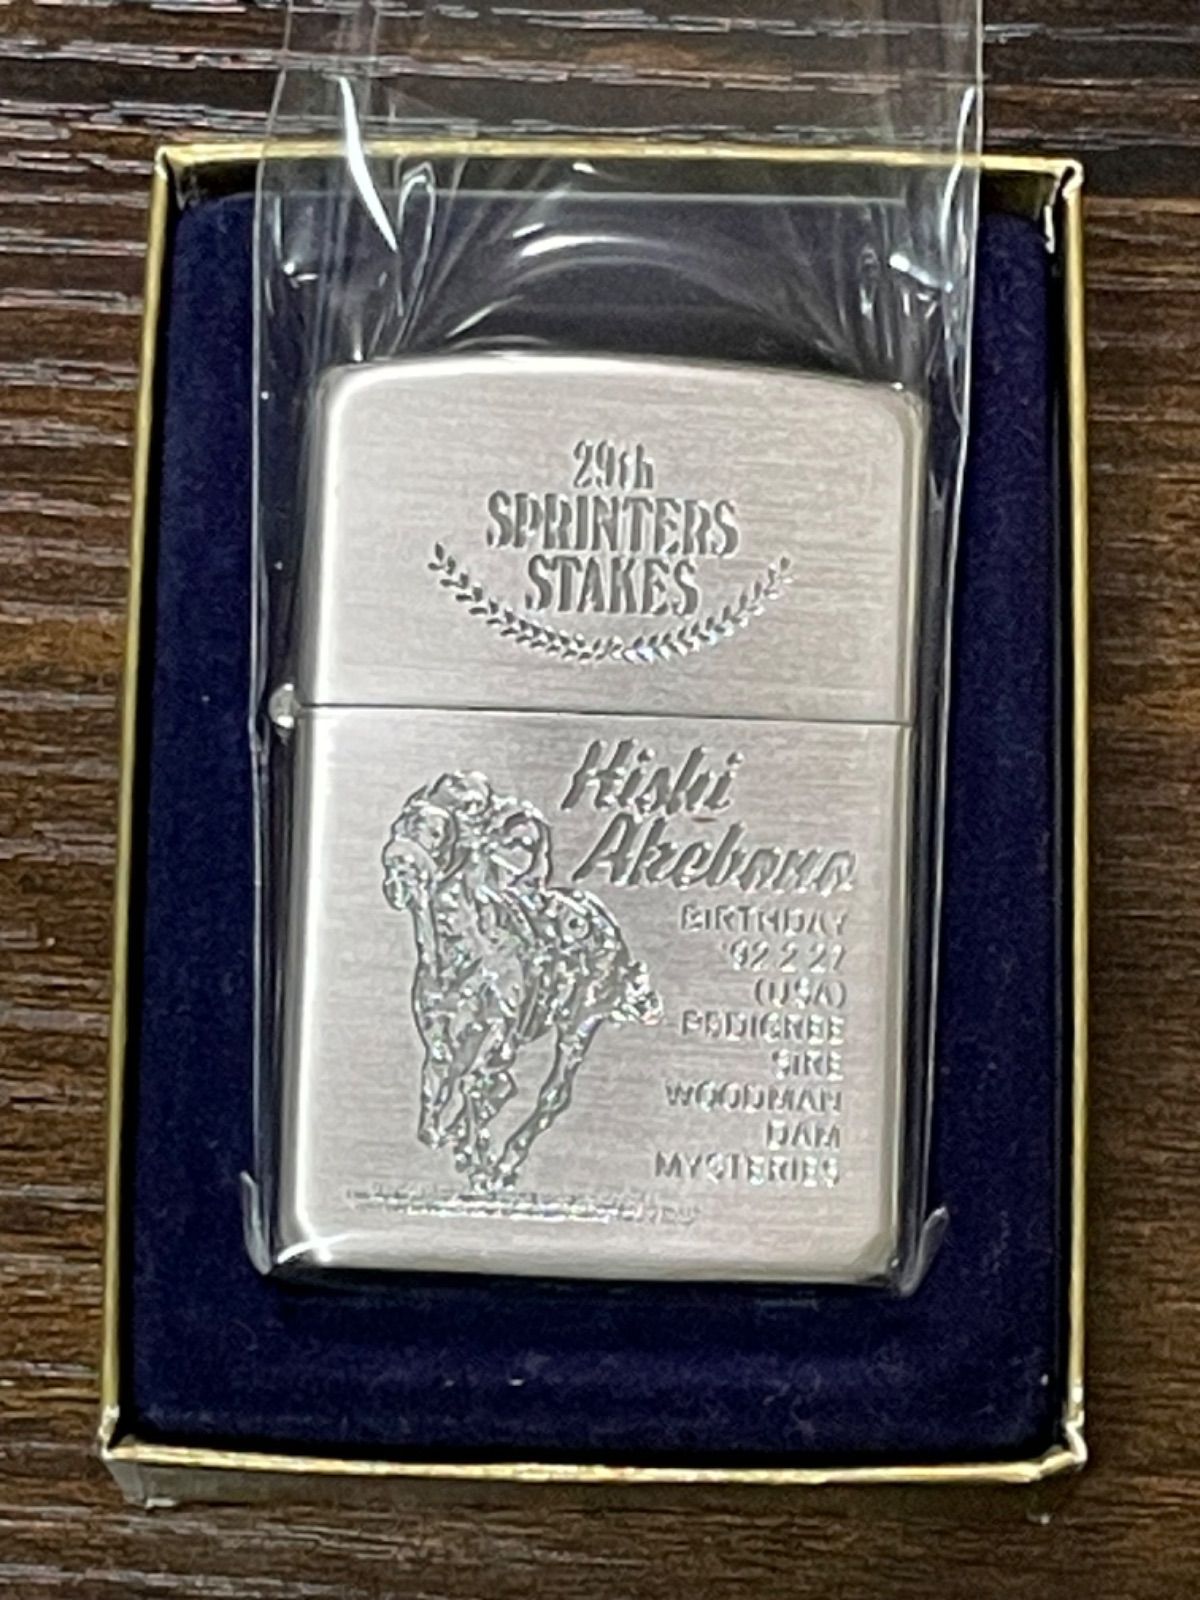 29th
SPRINTERS
STAKES
Hishi
Akebono
BIRTHDAY
'92 2 27
(USA)
PEDIGREE
SIRE
WOODMAN
DAM
MYSTERIES